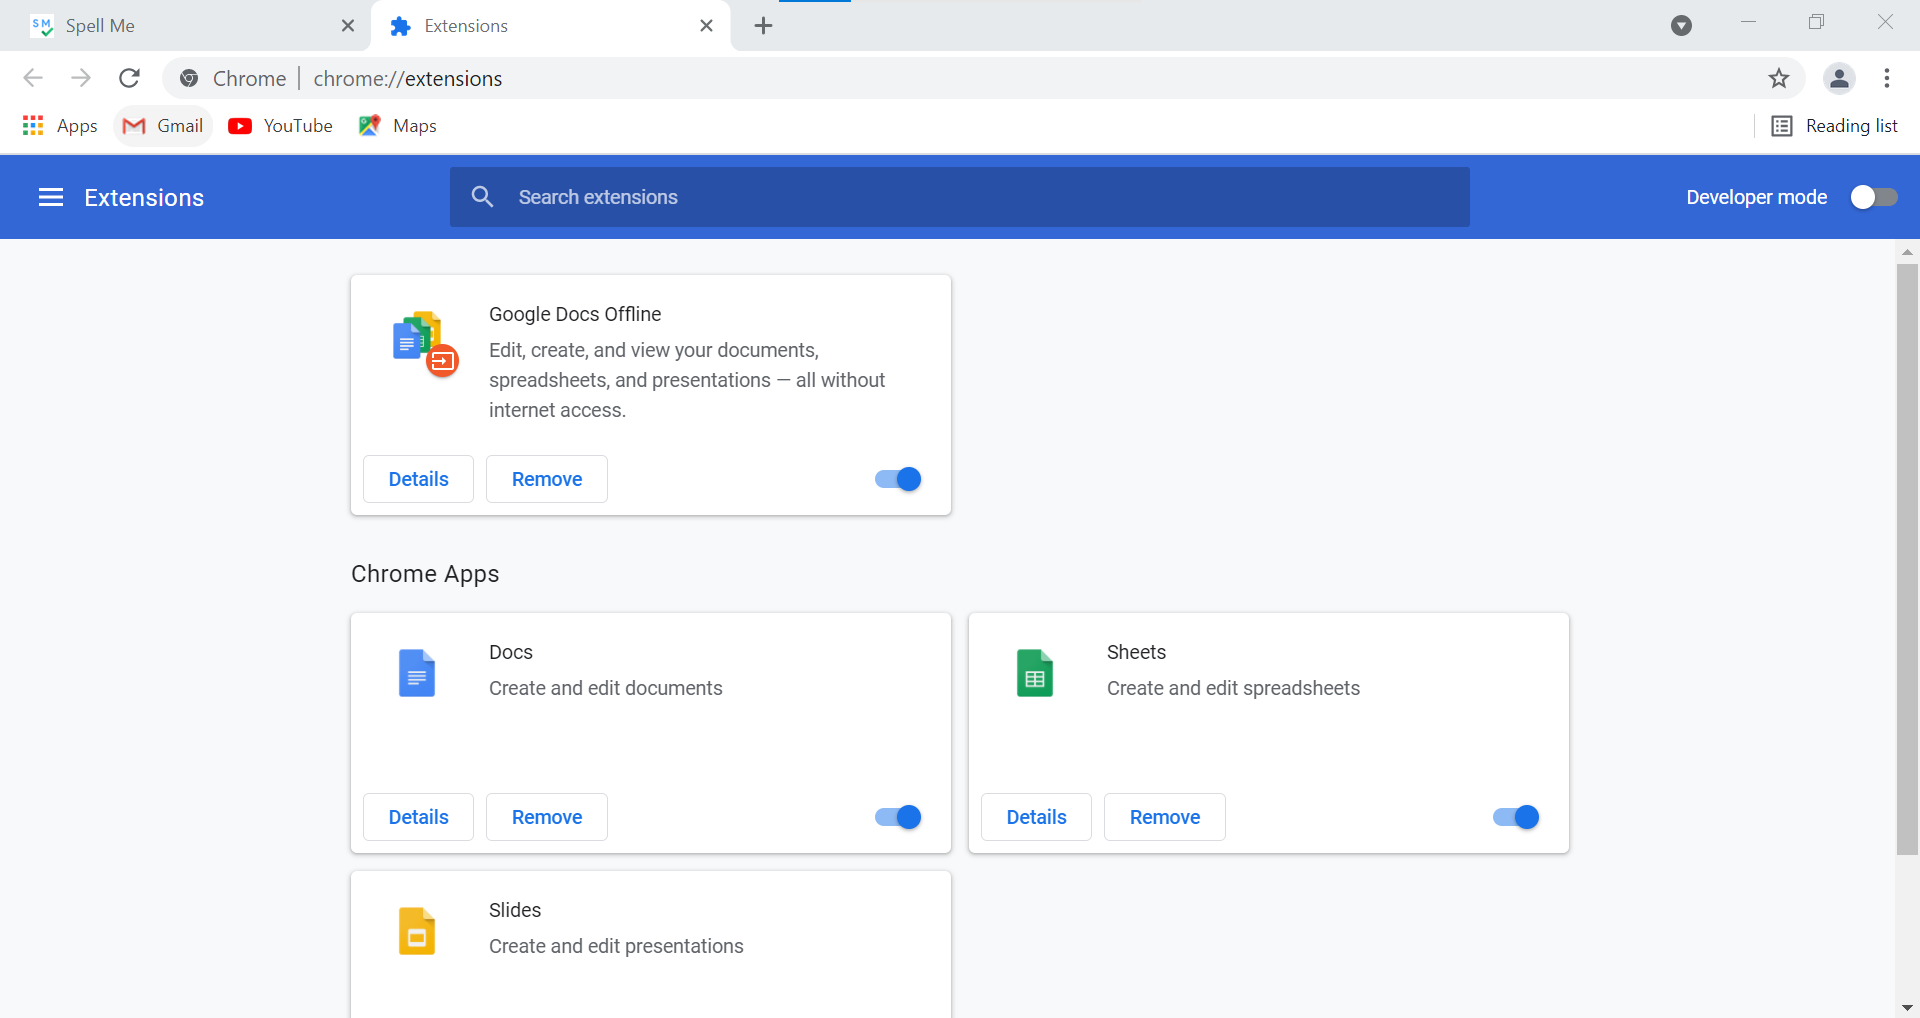 SM Spell Me
Extensions
Chrome | chrome://extensions
Apps Gmail YouTube Maps Reading list
Extensions Search extensions Developer mode
Google Docs Offline
Edit, create, and view your documents,
spreadsheets, and presentations — all without
internet access.
Details Remove
Chrome Apps
Docs
Create and edit documents
Details Remove
Sheets
Create and edit spreadsheets
Details Remove
Slides
Create and edit presentations